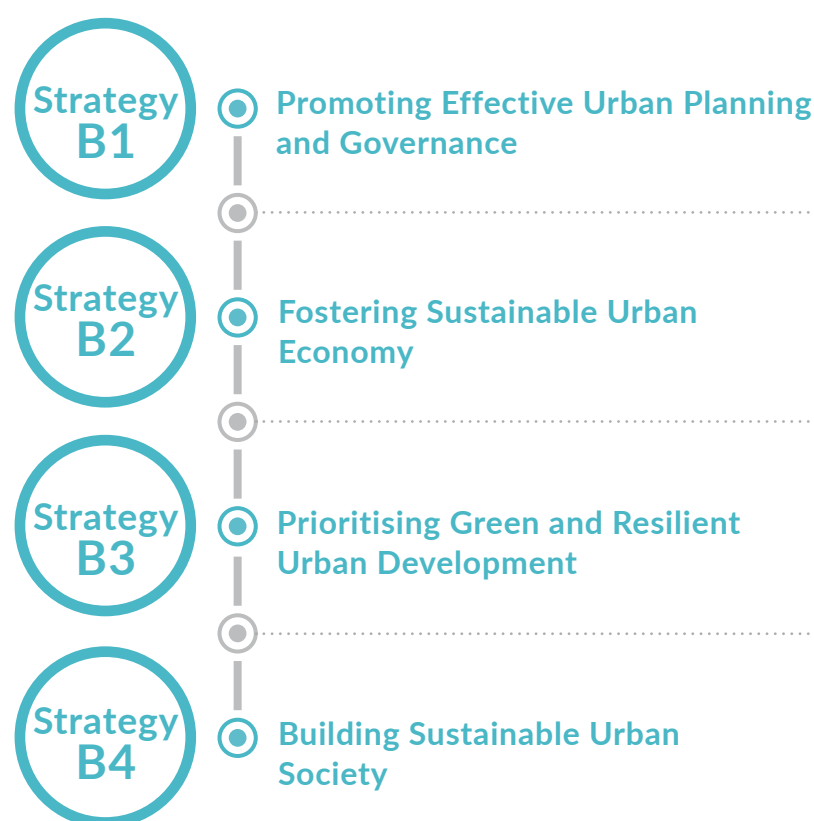 Strategy
B1
Promoting Effective Urban Planning
and Governance
Strategy
B2
Fostering Sustainable Urban
Economy
Strategy
B3
Prioritising Green and Resilient
Urban Development
Strategy
B4
Building Sustainable Urban
Society